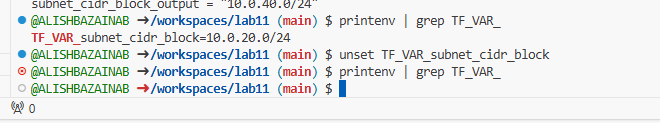 subnet_cidr_block_output = "10.0.40.0/24"
@ALISHBAZAINAB ➜/workspaces/lab11 (main) $ printenv | grep TF_VAR_
TF_VAR_subnet_cidr_block=10.0.20.0/24
@ALISHBAZAINAB ➜/workspaces/lab11 (main) $ unset TF_VAR_subnet_cidr_block
@ALISHBAZAINAB ➜/workspaces/lab11 (main) $ printenv | grep TF_VAR_
@ALISHBAZAINAB ➜/workspaces/lab11 (main) $
0